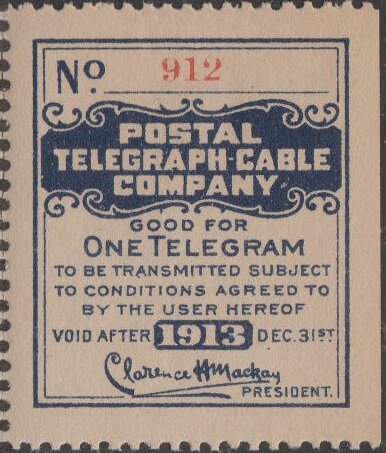 No. 912
POSTAL
TELEGRAPH-CABLE
COMPANY
GOOD FOR
ONE TELEGRAM
TO BE TRANSMITTED SUBJECT
TO CONDITIONS AGREED TO
BY THE USER HEREOF
VOID AFTER 1913 DEC. 31ST.
Clarence H Mackay
PRESIDENT.